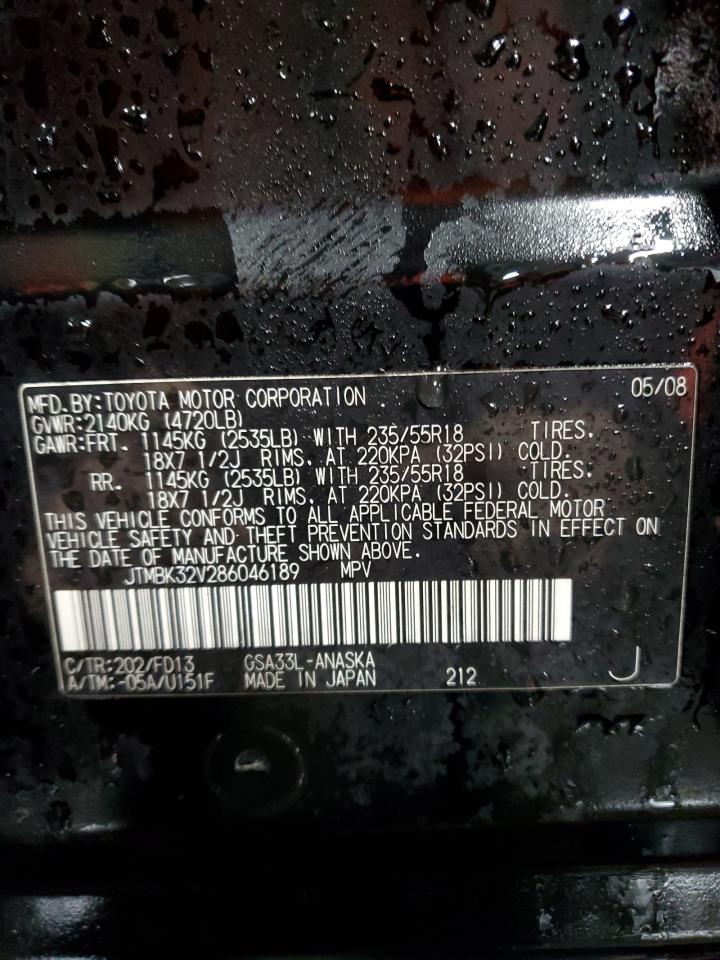 MFD.BY:TOYOTA MOTOR CORPORATION 05/08
GVWR:2140KG (4720LB)
GAWR:FRT. 1145KG (2535LB) WITH 235/55R18 TIRES,
18X7 1/2J RIMS, AT 220KPA (32PSI) COLD.
RR. 1145KG (2535LB) WITH 235/55R18 TIRES,
18X7 1/2J RIMS, AT 220KPA (32PSI) COLD.
THIS VEHICLE CONFORMS TO ALL APPLICABLE FEDERAL MOTOR
VEHICLE SAFETY AND THEFT PREVENTION STANDARDS IN EFFECT ON
THE DATE OF MANUFACTURE SHOWN ABOVE.
JTMBK32V286046189 MPV
C/TR:202/FD13 GSA33L-ANASKA
A/TM:-05A/U151F MADE IN JAPAN 212 J